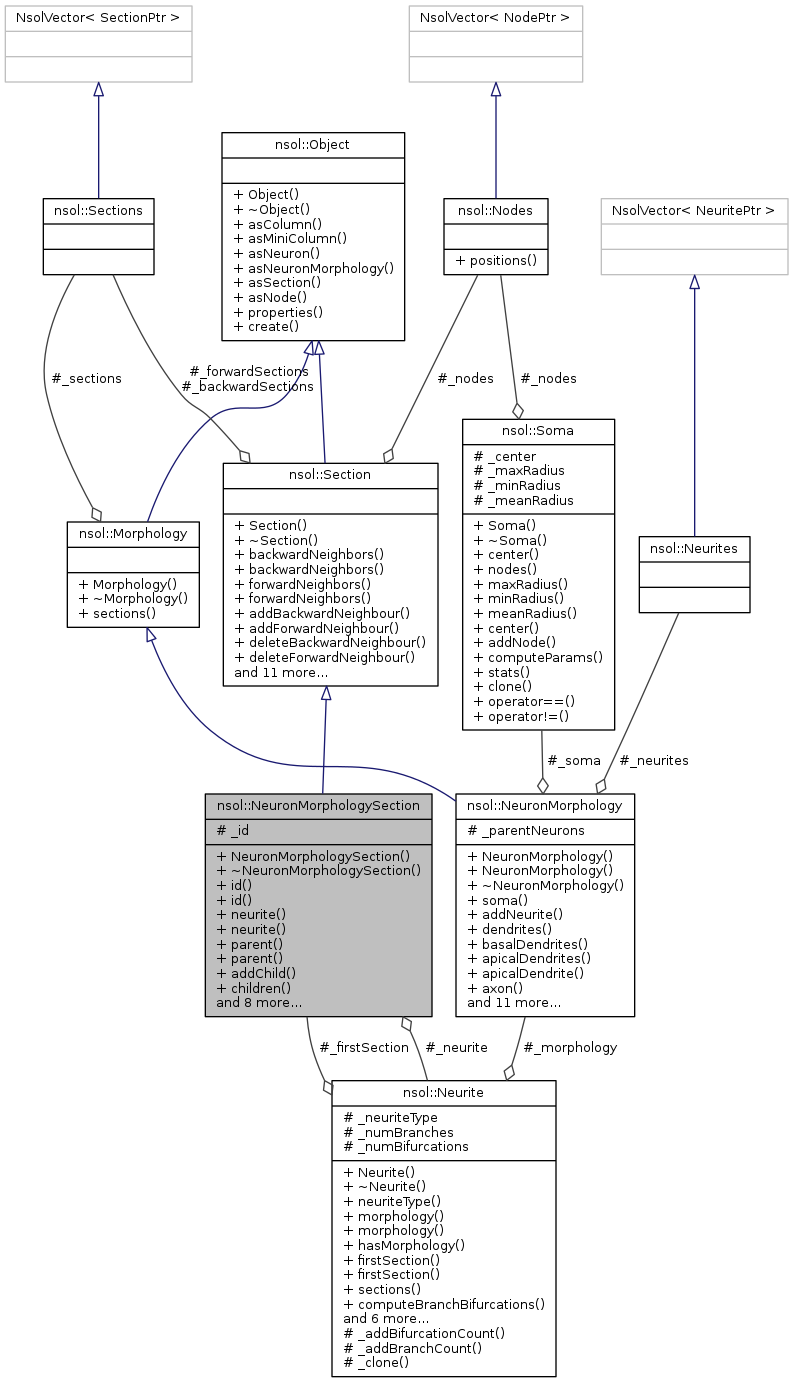 NsolVector< SectionPtr >
NsolVector< NodePtr >
nsol::Object
+ Object()
+ ~Object()
+ asColumn()
+ asMiniColumn()
+ asNeuron()
+ asNeuronMorphology()
+ asSection()
+ asNode()
+ properties()
+ create()
nsol::Sections
nsol::Nodes
+ positions()
NsolVector< NeuritePtr >
#_sections
#_forwardSections
#_backwardSections
#_nodes
#_nodes
nsol::Soma
# _center
# _maxRadius
# _minRadius
# _meanRadius
+ Soma()
+ ~Soma()
+ center()
+ nodes()
+ maxRadius()
+ minRadius()
+ meanRadius()
+ center()
+ addNode()
+ computeParams()
+ stats()
+ clone()
+ operator==()
+ operator!=()
nsol::Section
+ Section()
+ ~Section()
+ backwardNeighbors()
+ backwardNeighbors()
+ forwardNeighbors()
+ forwardNeighbors()
+ addBackwardNeighbour()
+ addForwardNeighbour()
+ deleteBackwardNeighbour()
+ deleteForwardNeighbour()
and 11 more...
nsol::Morphology
+ Morphology()
+ ~Morphology()
+ sections()
nsol::Neurites
#_soma
#_neurites
nsol::NeuronMorphologySection
# _id
+ NeuronMorphologySection()
+ ~NeuronMorphologySection()
+ id()
+ id()
+ neurite()
+ neurite()
+ parent()
+ parent()
+ addChild()
+ children()
and 8 more...
nsol::NeuronMorphology
# _parentNeurons
+ NeuronMorphology()
+ NeuronMorphology()
+ ~NeuronMorphology()
+ soma()
+ addNeurite()
+ dendrites()
+ basalDendrites()
+ apicalDendrites()
+ apicalDendrite()
+ axon()
and 11 more...
#_firstSection
#_neurite
#_morphology
nsol::Neurite
# _neuriteType
# _numBranches
# _numBifurcations
+ Neurite()
+ ~Neurite()
+ neuriteType()
+ morphology()
+ morphology()
+ hasMorphology()
+ firstSection()
+ firstSection()
+ sections()
+ computeBranchBifurcations()
and 6 more...
# _addBifurcationCount()
# _addBranchCount()
# _clone()